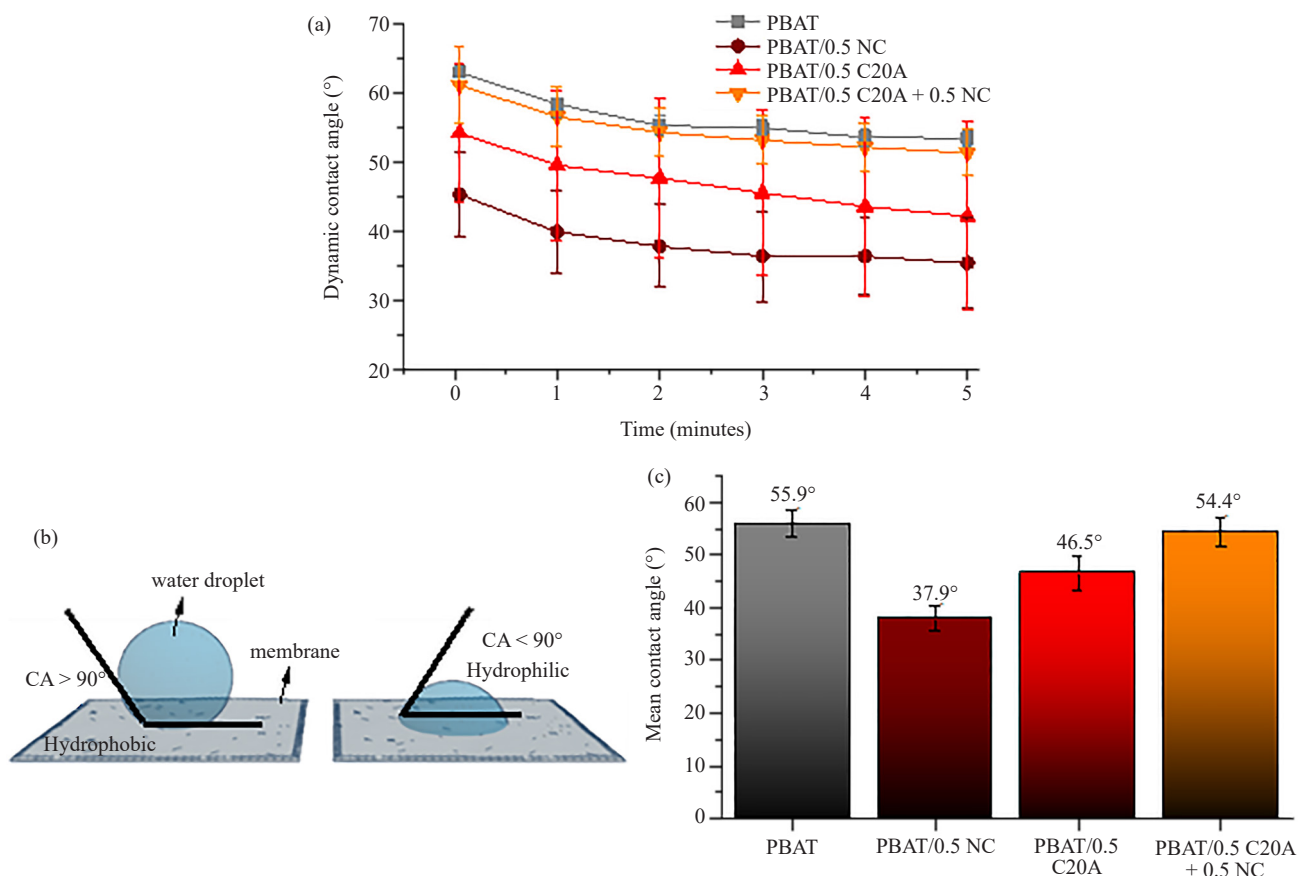 (a)
PBAT
PBAT/0.5 NC
PBAT/0.5 C20A
PBAT/0.5 C20A + 0.5 NC
Dynamic contact angle (°)
70
60
50
40
30
20
0 1 2 3 4 5
Time (minutes)
(b)
water droplet
membrane
CA > 90°
Hydrophobic
CA < 90°
Hydrophilic
(c)
Mean contact angle (°)
60
50
40
30
20
10
0
55.9°
37.9°
46.5°
54.4°
PBAT
PBAT/0.5 NC
PBAT/0.5
C20A
PBAT/0.5 C20A
+ 0.5 NC